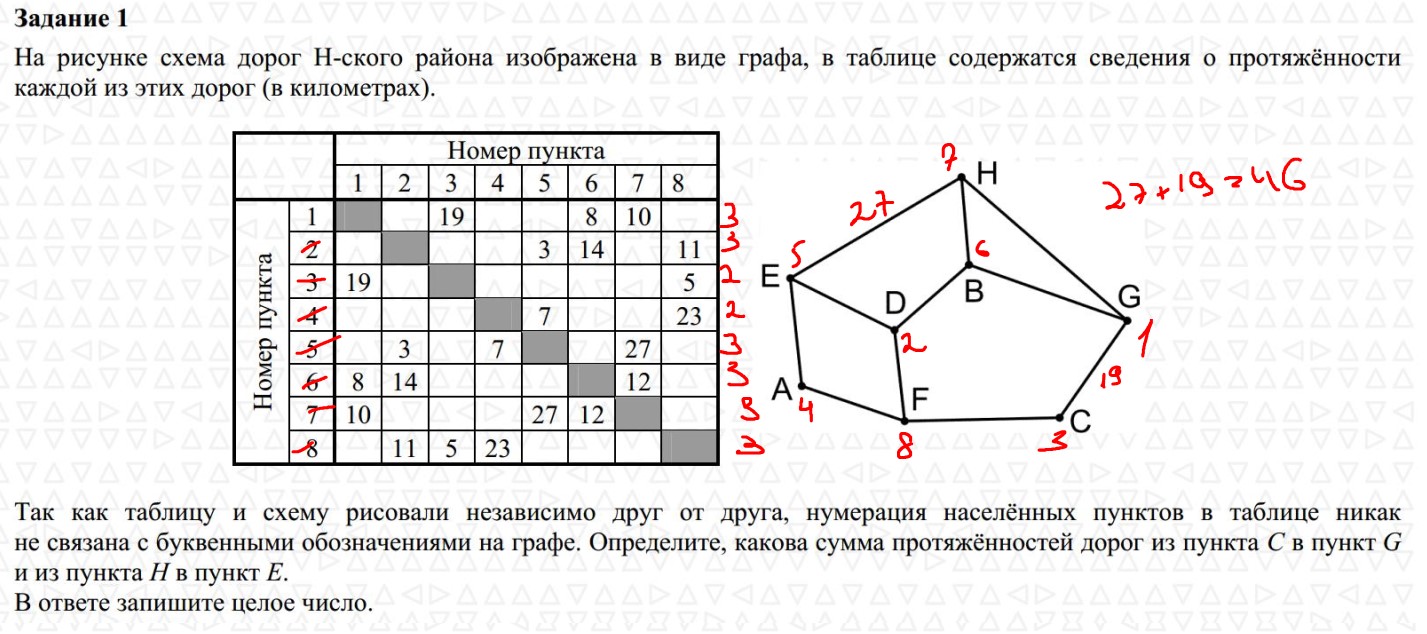 Задание 1
На рисунке схема дорог Н-ского района изображена в виде графа, в таблице содержатся сведения о протяжённости
каждой из этих дорог (в километрах).
Номер пункта
1 2 3 4 5 6 7 8
Номер пункта
1 19 8 10 3
2 3 14 11 3
3 19 5 2
4 7 23 2
5 3 7 27 3
6 8 14 12 3
7 10 27 12 3
8 11 5 23 3
7 H
27+19=46
27
5
E
6
B
D
2
G
1
19
A
4
F
8
C
3
Так как таблицу и схему рисовали независимо друг от друга, нумерация населённых пунктов в таблице никак
не связана с буквенными обозначениями на графе. Определите, какова сумма протяжённостей дорог из пункта C в пункт G
и из пункта H в пункт E.
В ответе запишите целое число.